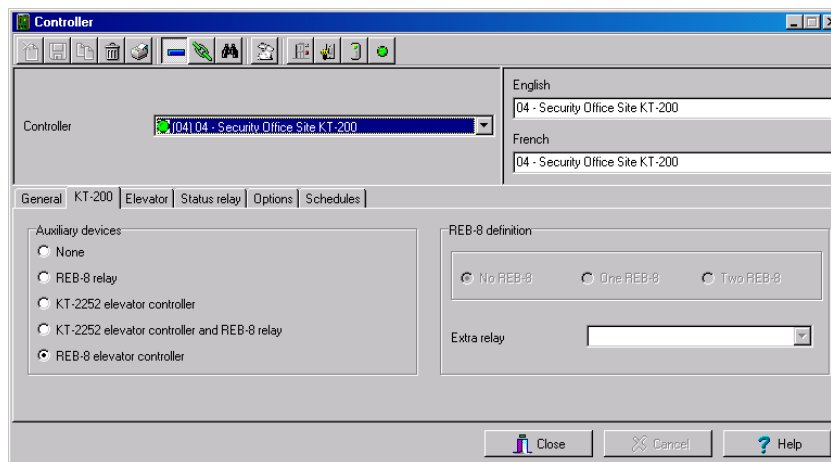 Controller
English
04 - Security Office Site KT-200
Controller
(04) 04 - Security Office Site KT-200
French
04 - Security Office Site KT-200
General KT-200 Elevator Status relay Options Schedules
Auxiliary devices
REB-8 definition
None
REB-8 relay
No REB-8 One REB-8 Two REB-8
KT-2252 elevator controller
KT-2252 elevator controller and REB-8 relay
Extra relay
REB-8 elevator controller
Close Cancel Help